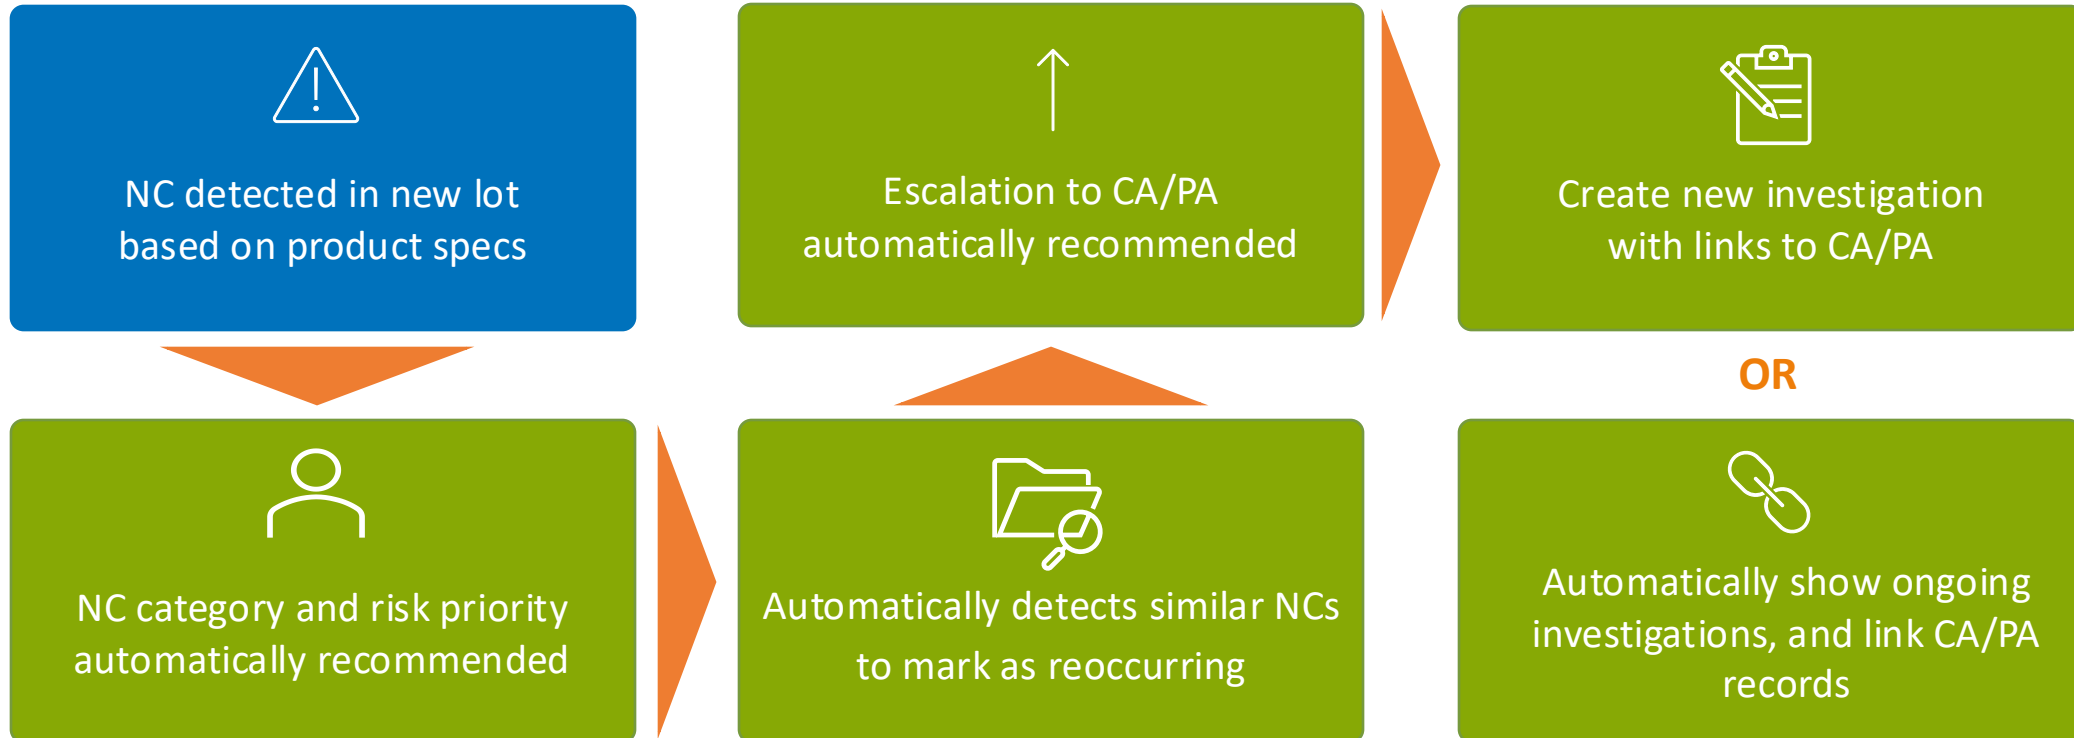 NC detected in new lot
based on product specs
NC category and risk priority
automatically recommended
Automatically detects similar NCs
to mark as reoccurring
Escalation to CA/PA
automatically recommended
Create new investigation
with links to CA/PA
OR
Automatically show ongoing
investigations, and link CA/PA
records